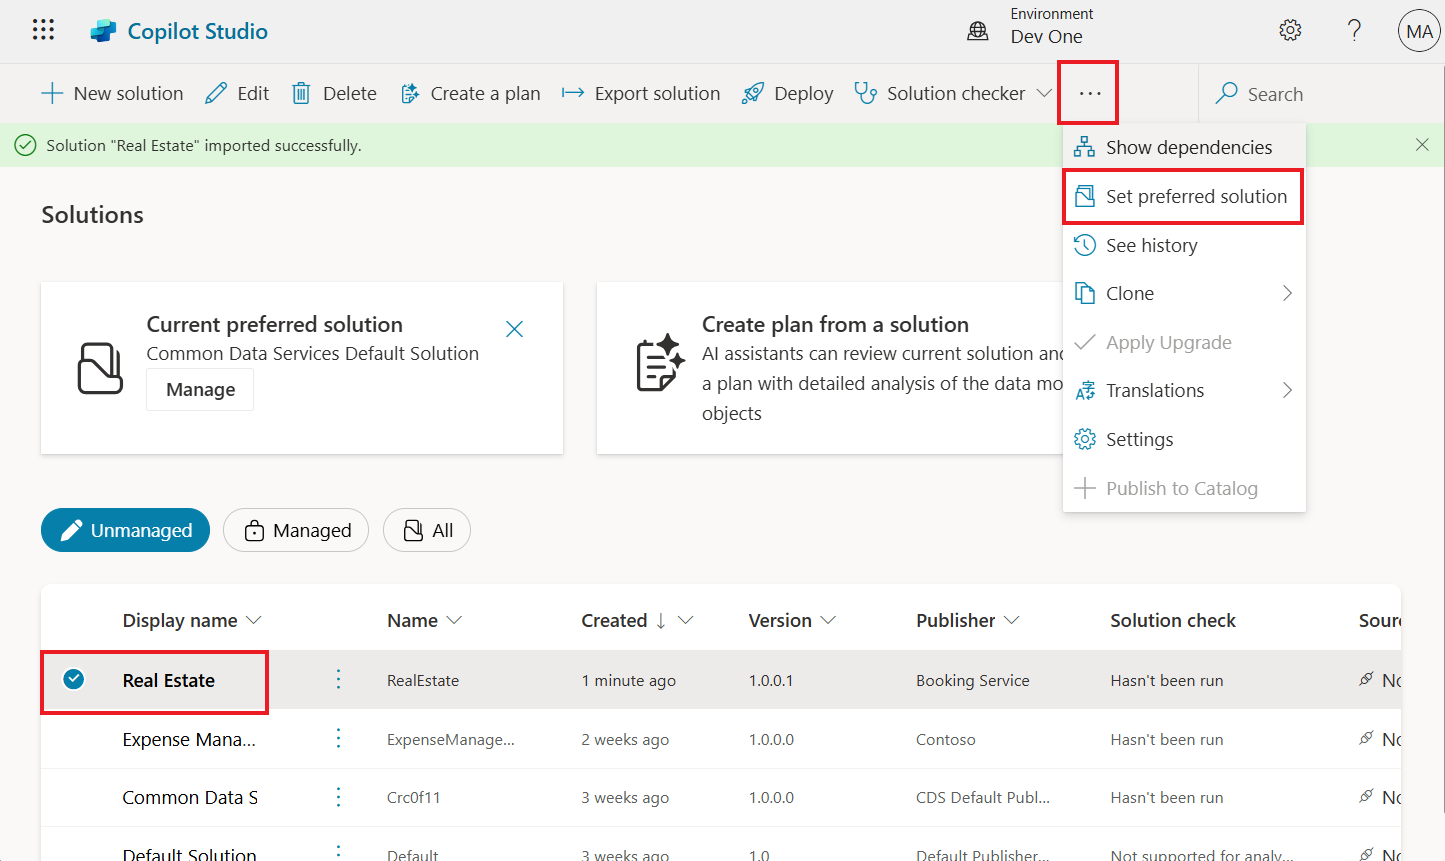 Copilot Studio
Environment
Dev One
MA
New solution
Edit
Delete
Create a plan
Export solution
Deploy
Solution checker
Search
Solution "Real Estate" imported successfully.
Show dependencies
Set preferred solution
See history
Clone
Apply Upgrade
Translations
Settings
Publish to Catalog
Solutions
Current preferred solution
Common Data Services Default Solution
Manage
Create plan from a solution
AI assistants can review current solution and
a plan with detailed analysis of the data mo
objects
Unmanaged
Managed
All
Display name Name Created Version Publisher Solution check Sour
Real Estate RealEstate 1 minute ago 1.0.0.1 Booking Service Hasn't been run No
Expense Mana... ExpenseManage... 2 weeks ago 1.0.0.0 Contoso Hasn't been run No
Common Data S Crc0f11 3 weeks ago 1.0.0.0 CDS Default Publ... Hasn't been run No
Default Solution Default 3 weeks ago 1.0 Default Publisher... Not supported for analy... No